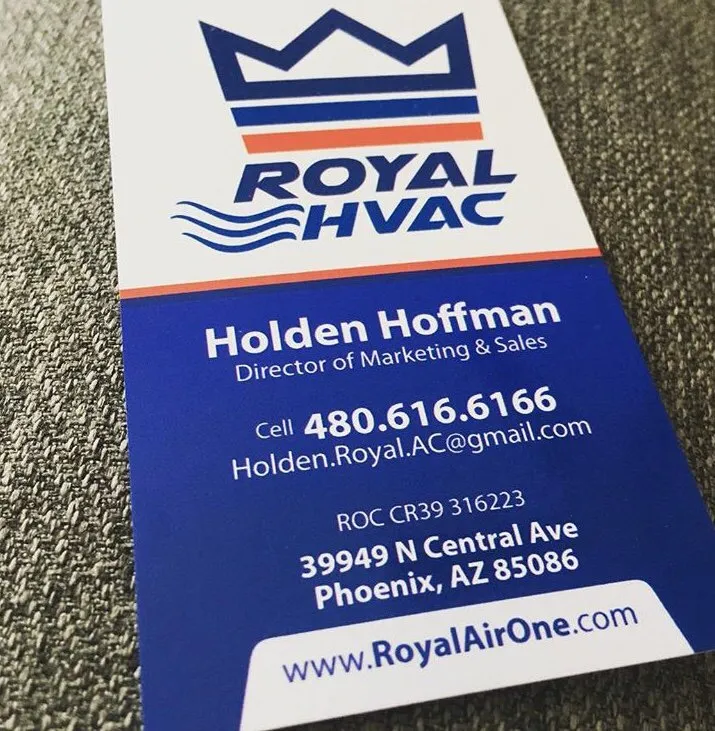 ROYAL
HVAC
Holden Hoffman
Director of Marketing & Sales
Cell 480.616.6166
Holden.Royal.AC@gmail.com
ROC CR39 316223
39949 N Central Ave
Phoenix, AZ 85086
www.RoyalAirOne.com